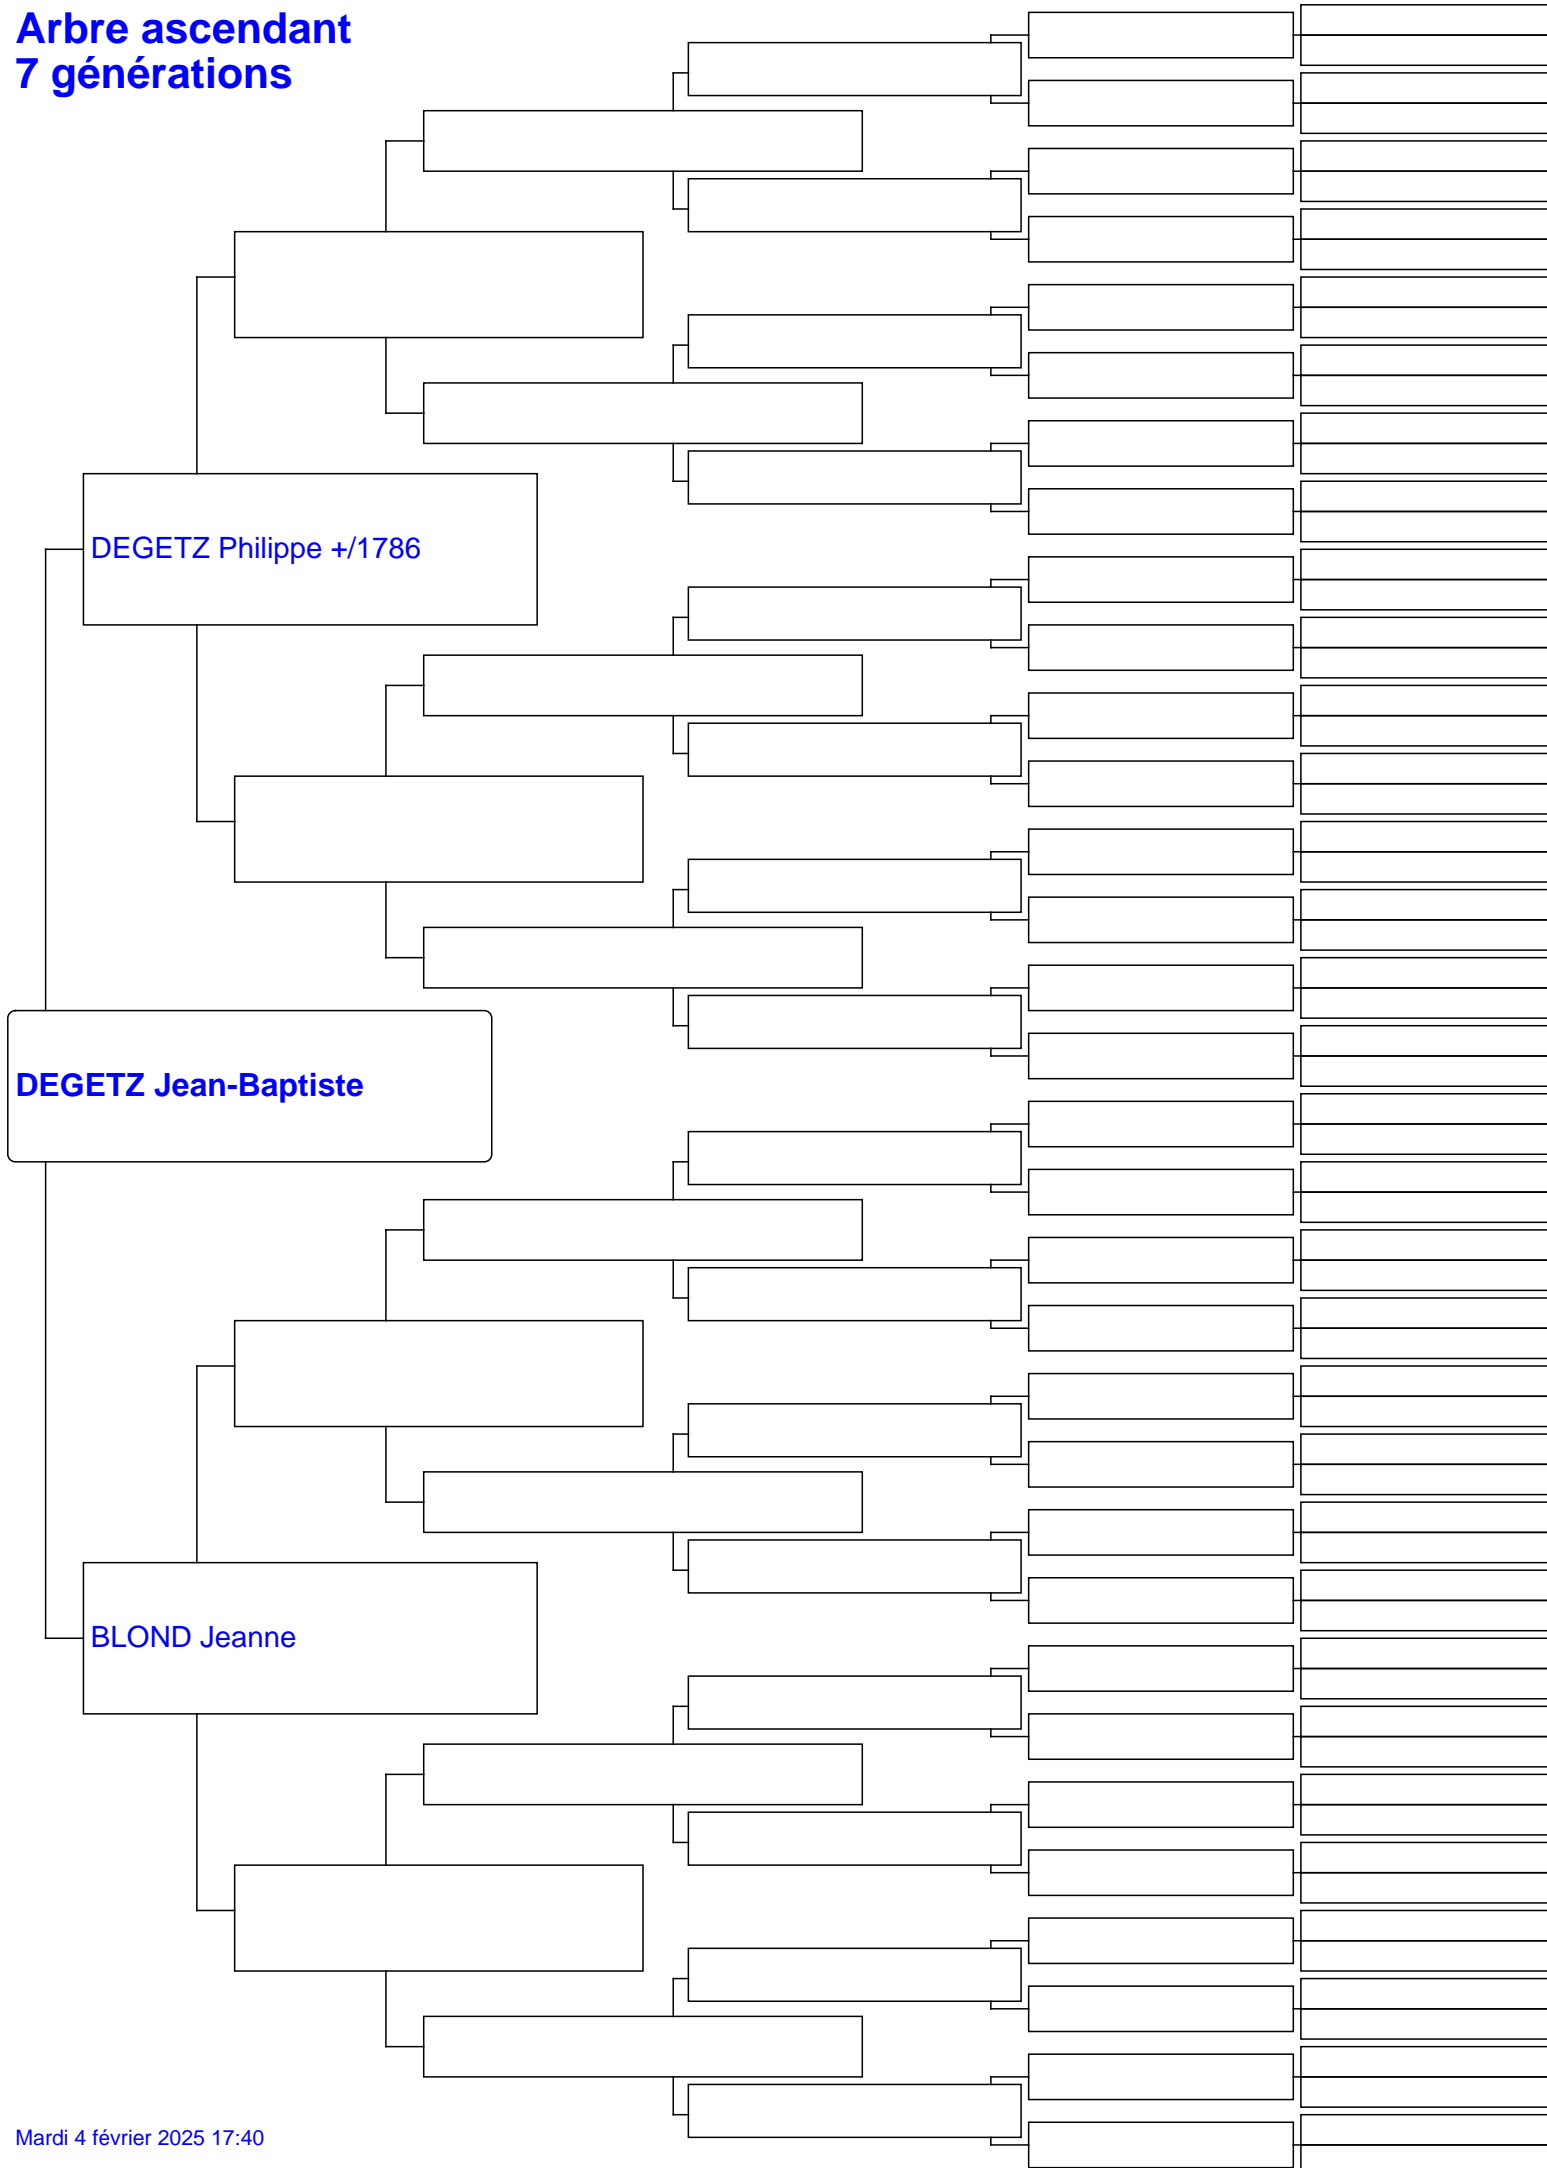 Arbre ascendant
7 générations
DEGETZ Philippe +/1786
DEGETZ Jean-Baptiste
BLOND Jeanne
Mardi 4 février 2025 17:40